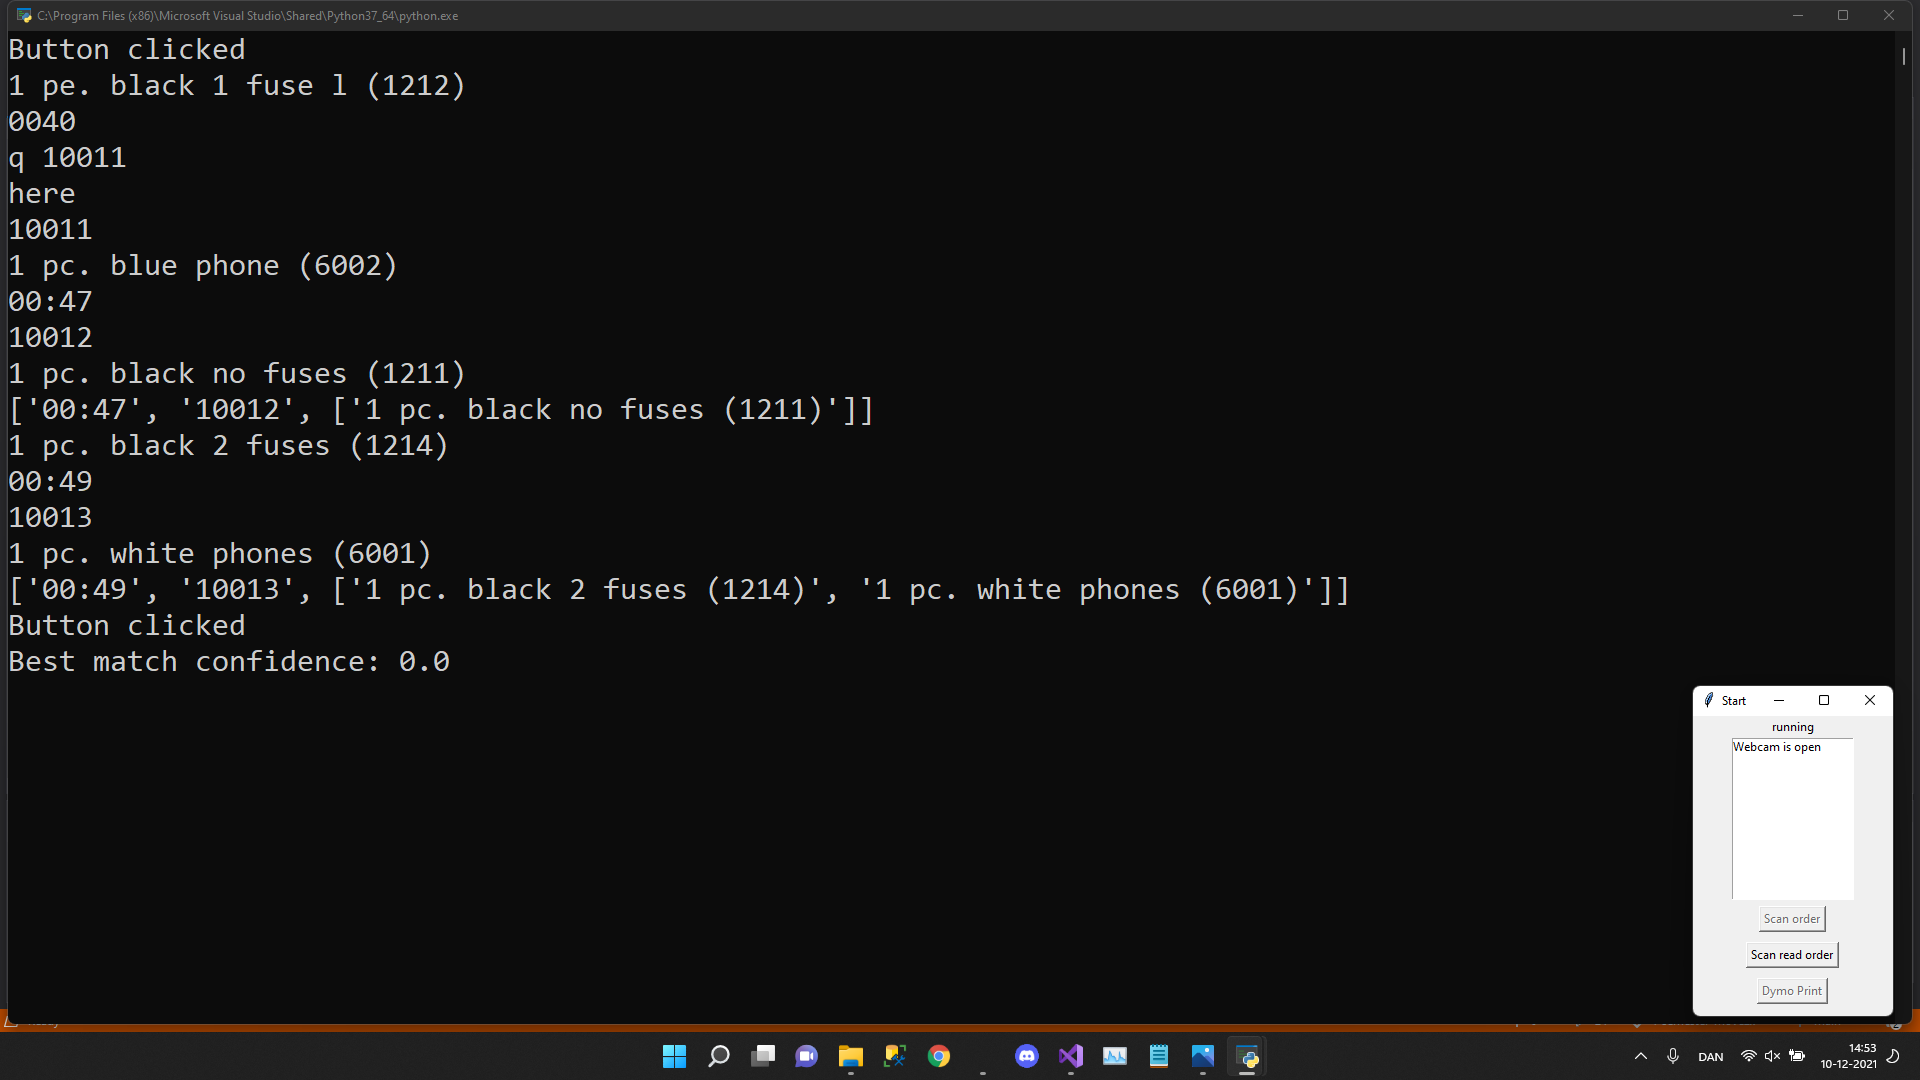 C:\Program Files (x86)\Microsoft Visual Studio\Shared\Python37_64\python.exe
Button clicked
1 pe. black 1 fuse l (1212)
0040
q 10011
here
10011
1 pc. blue phone (6002)
00:47
10012
1 pc. black no fuses (1211)
['00:47', '10012', ['1 pc. black no fuses (1211)']]
1 pc. black 2 fuses (1214)
00:49
10013
1 pc. white phones (6001)
['00:49', '10013', ['1 pc. black 2 fuses (1214)', '1 pc. white phones (6001)']]
Button clicked
Best match confidence: 0.0
Start
running
Webcam is open
Scan order
Scan read order
Dymo Print
DAN
14:53
10-12-2021